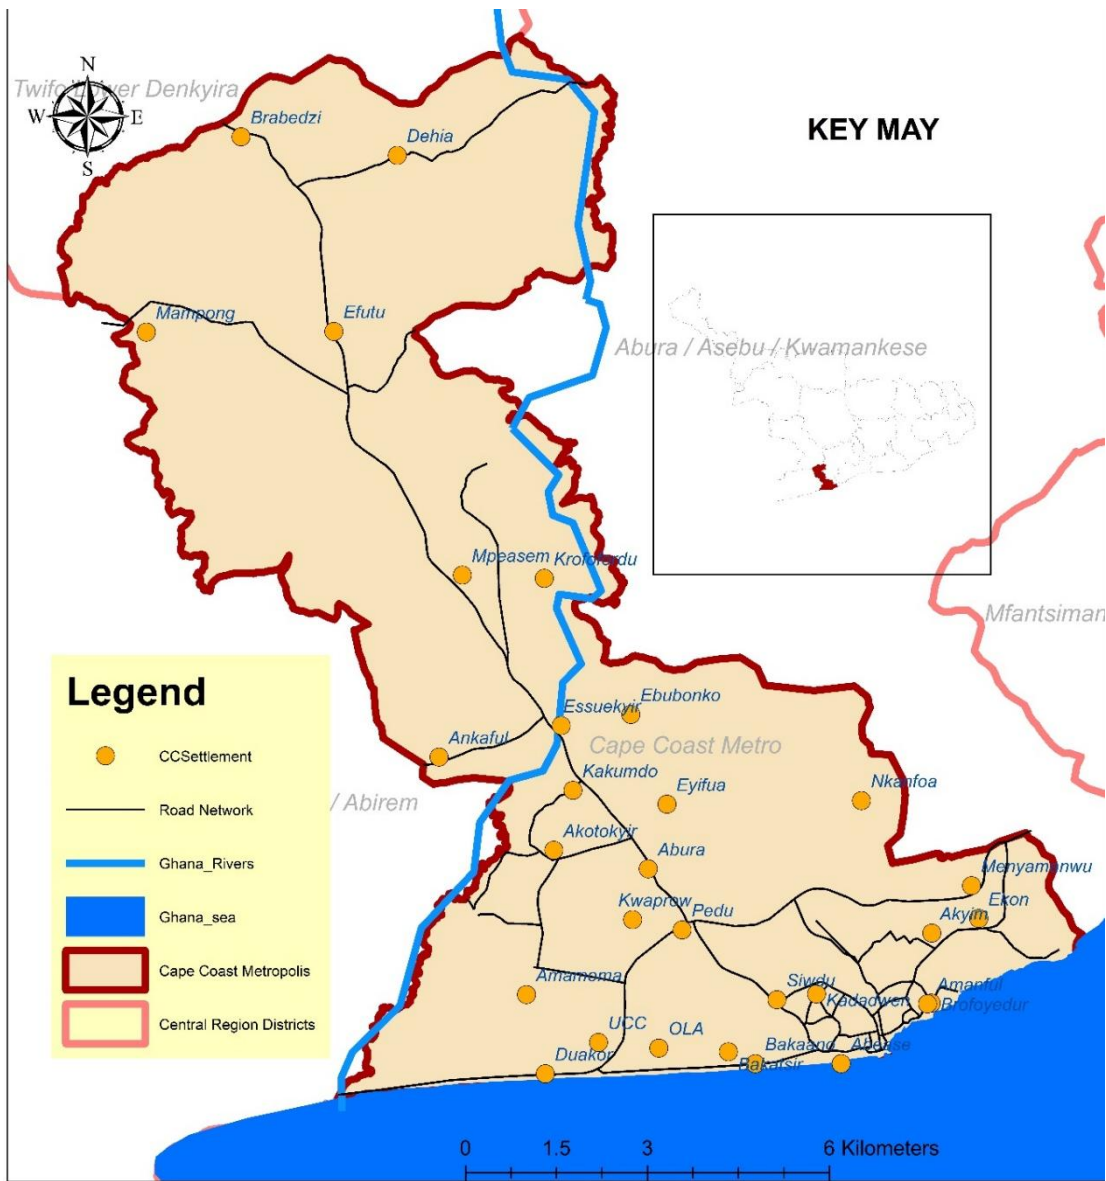 N
Twifo Lower Denkyira
W
E
S
Brabedzi
Dehia
KEY MAY
Mampong
Efutu
Abura / Asebu / Kwamankese
Mpeasem
Krofofordu
Mfantsiman
Legend
CCSettlement
Road Network
Ghana_Rivers
Ghana_sea
Cape Coast Metropolis
Central Region Districts
Essuekyir
Ebubonko
Ankaful
Cape Coast Metro
Kakumdo
Eyifua
Nkanfoa
/ Abirem
Akotokyir
Abura
Menyamanwu
Kwaprow
Pedu
Ekon
Akyim
Amamoma
Siwdu
Kadadwen
Amanful
Brofoyedur
UCC
OLA
Bakaano
Abease
Duakor
Bakatsir
0 1.5 3 6 Kilometers